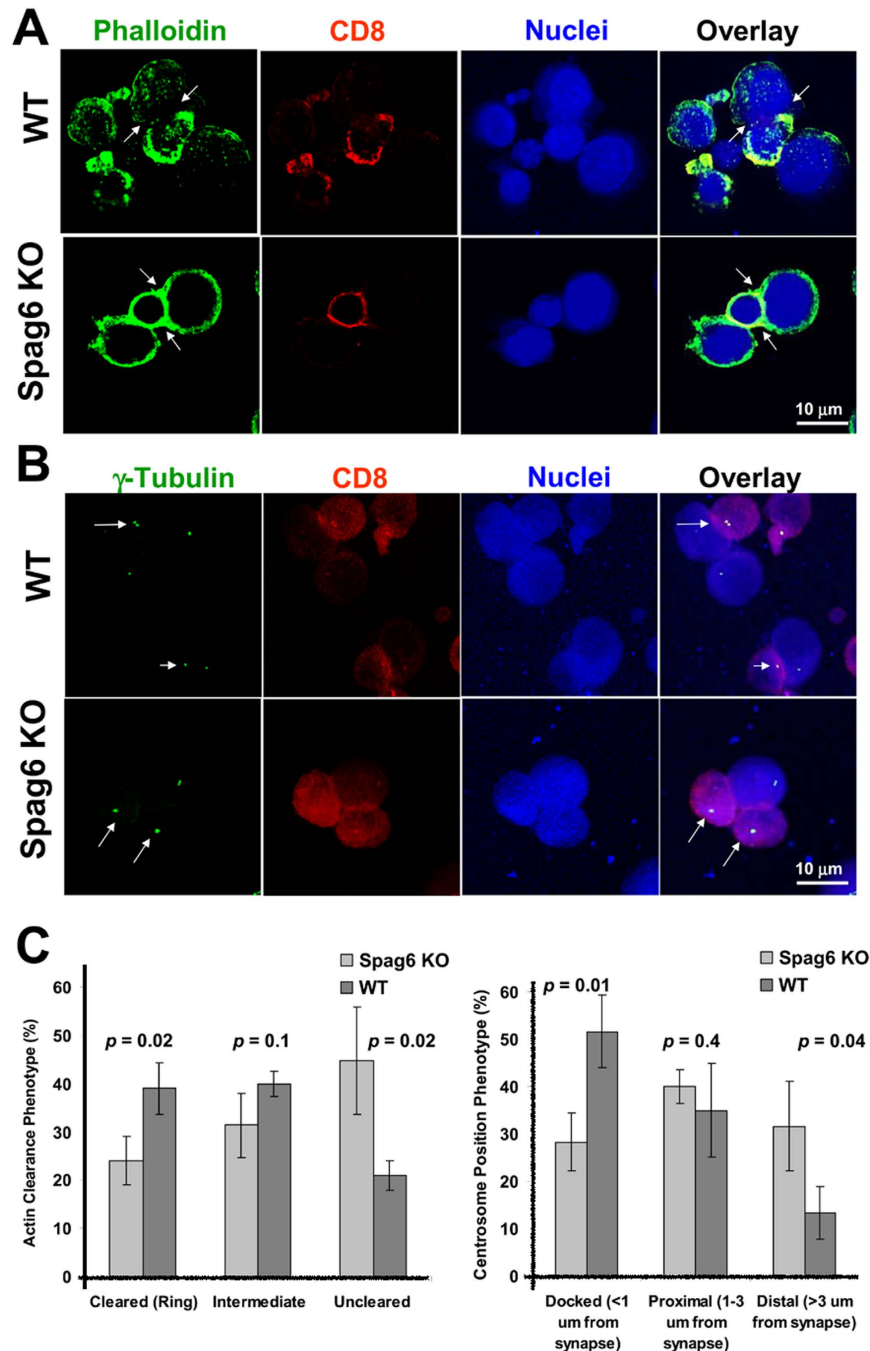 A
Phalloidin CD8 Nuclei Overlay
WT
Spag6 KO
10 µm
B
γ-Tubulin CD8 Nuclei Overlay
WT
Spag6 KO
10 µm
C
Actin Clearance Phenotype (%)
60
50
40
30
20
10
0
Spag6 KO
WT
p = 0.02 p = 0.1 p = 0.02
Cleared (Ring) Intermediate Uncleared
Centrosome Position Phenotype (%)
60
50
40
30
20
10
0
Spag6 KO
WT
p = 0.01
p = 0.4
p = 0.04
Docked (<1
um from
synapse)
Proximal (1-3
um from
synapse)
Distal (>3 um
from synapse)